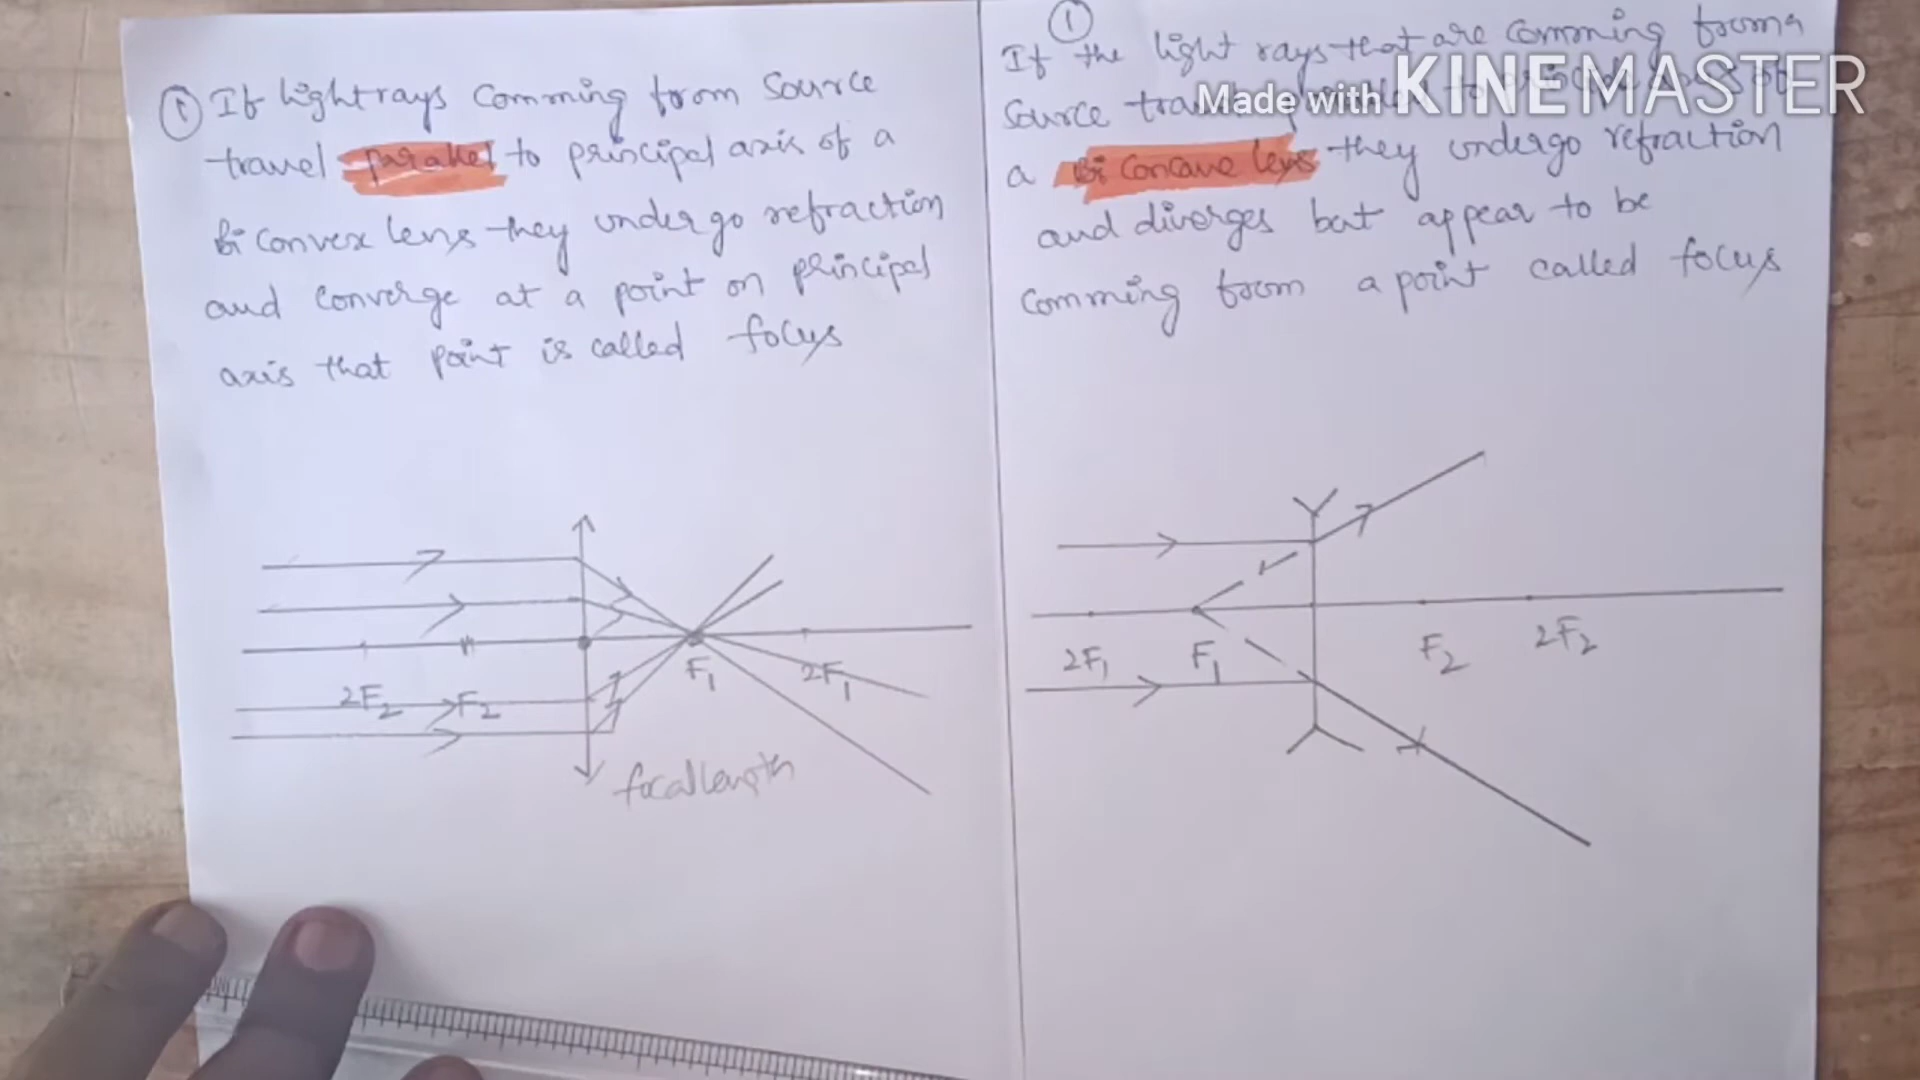 ① If light rays comming from source
travel parallel to principal axis of a
Bi convex lens they undergo refraction
and converge at a point on principal
axis that point is called focus
2F2
F2
F1
2F1
focal length
①
If the light rays that are comming from a
source
a Bi concave lens they undergo refraction
and diverges but appear to be
comming from a point called focus
2F1
F1
F2
2F2
Made with KINEMASTER